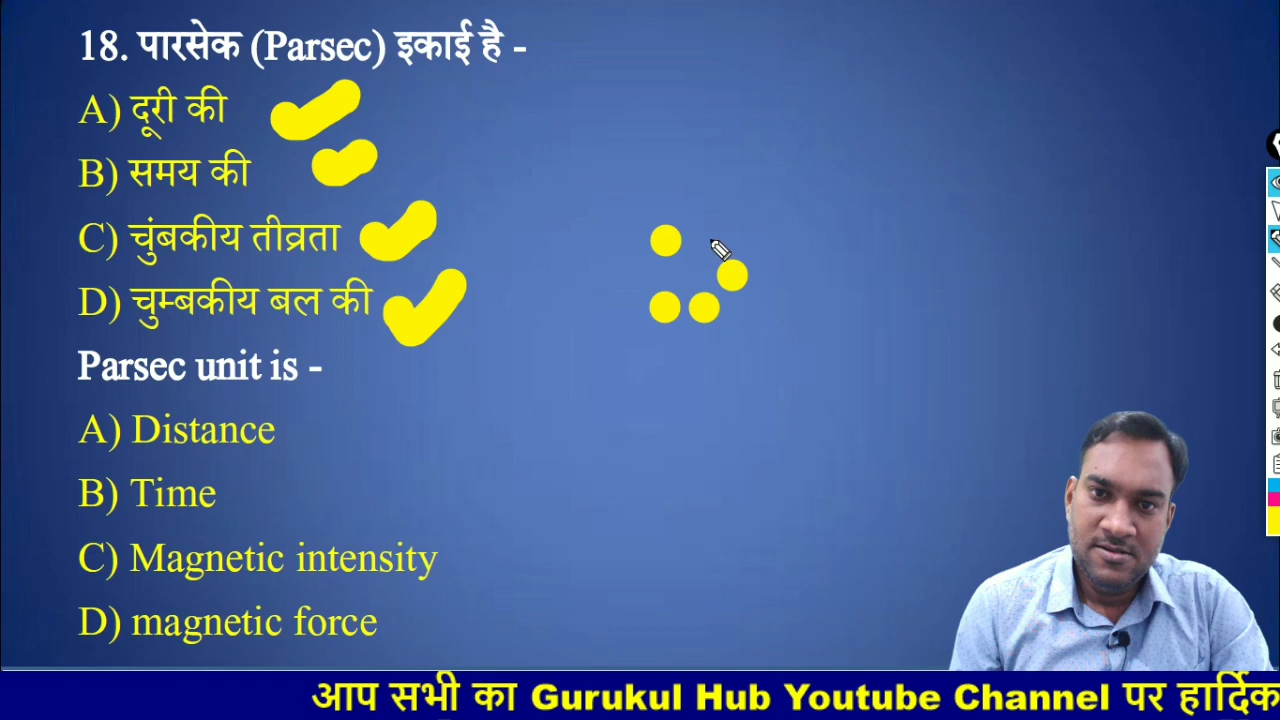 18. पारसेक (Parsec) इकाई है -
A) दूरी की
B) समय की
C) चुंबकीय तीव्रता
D) चुम्बकीय बल की
Parsec unit is -
A) Distance
B) Time
C) Magnetic intensity
D) magnetic force
आप सभी का Gurukul Hub Youtube Channel पर हार्दिक